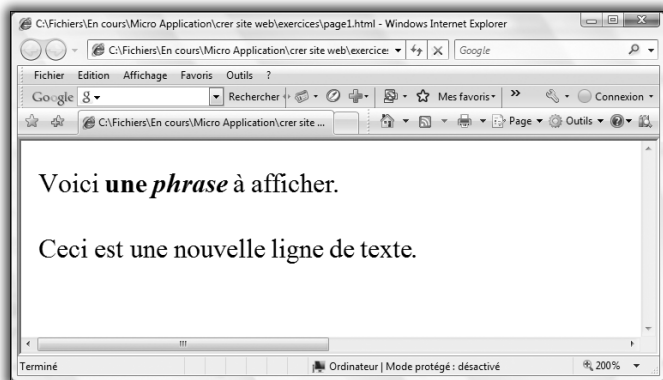 C:\Fichiers\En cours\Micro Application\crer site web\exercices\page1.html - Windows Internet Explorer
C:\Fichiers\En cours\Micro Application\crer site web\exercice: Google
Fichier Edition Affichage Favoris Outils ?
Google Rechercher Mes favoris » Connexion
C:\Fichiers\En cours\Micro Application\crer site ... Page Outils
Voici une phrase à afficher.
Ceci est une nouvelle ligne de texte.
Terminé Ordinateur | Mode protégé : désactivé 200%